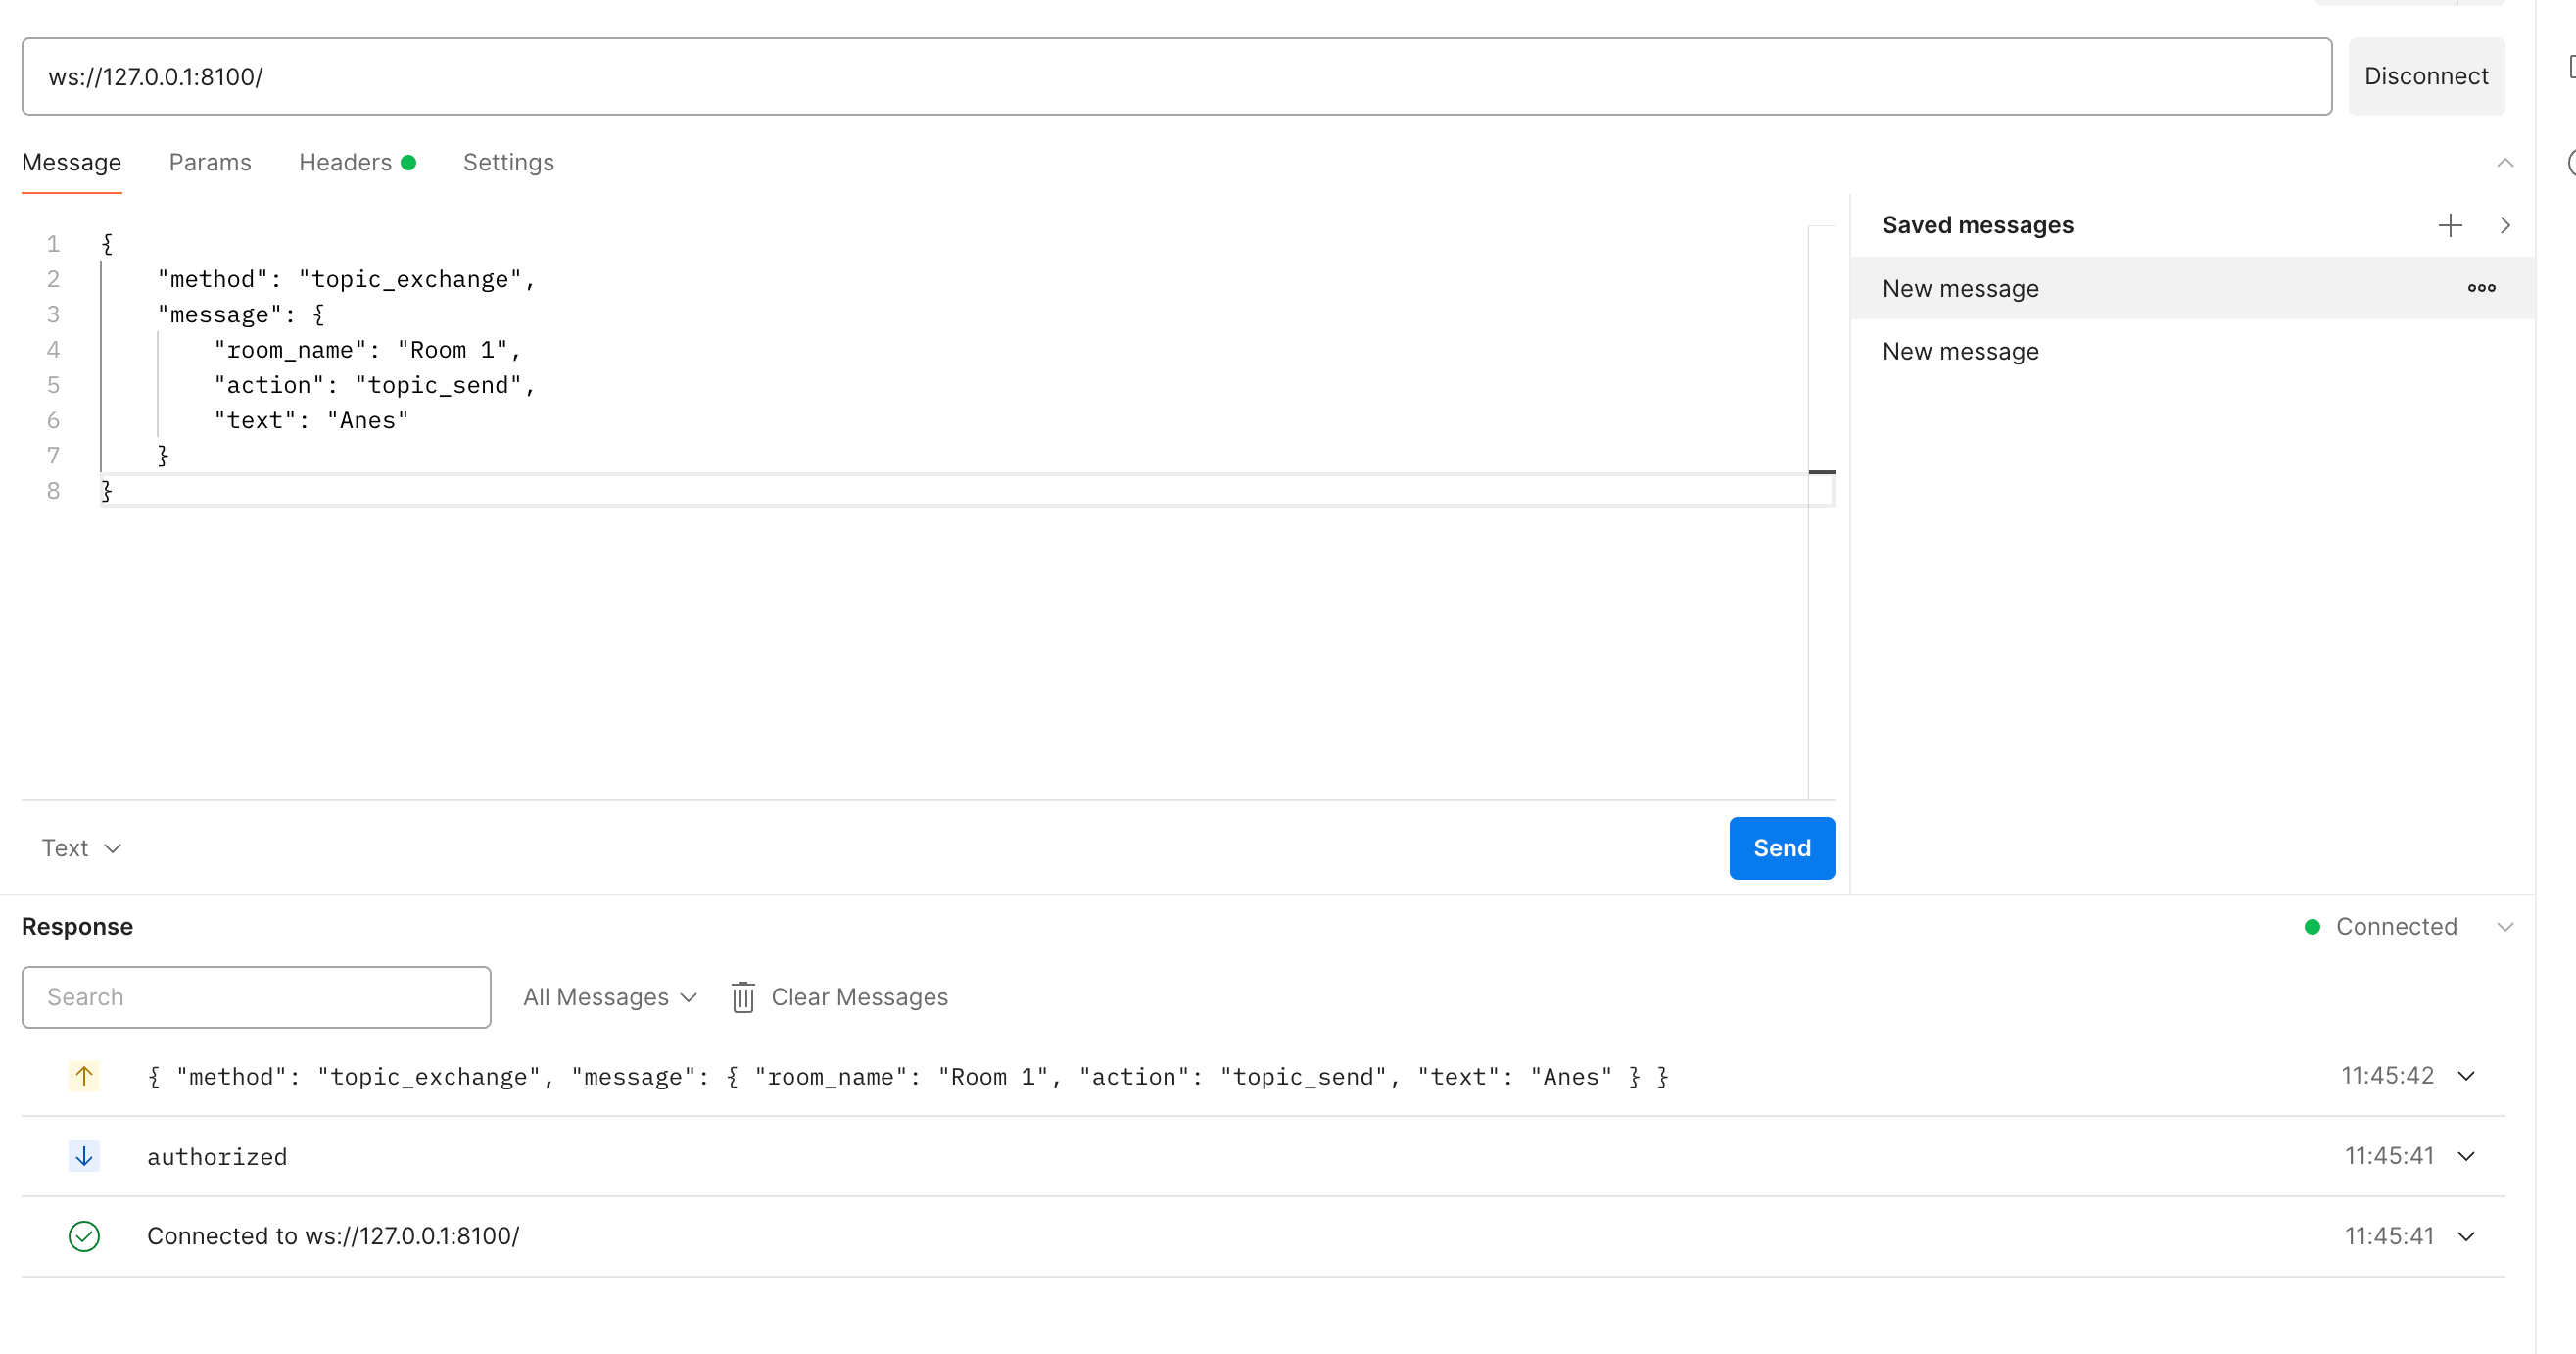 ws://127.0.0.1:8100/
Disconnect
Message Params Headers Settings
1 {
2 "method": "topic_exchange",
3 "message": {
4 "room_name": "Room 1",
5 "action": "topic_send",
6 "text": "Anes"
7 }
8 }
Saved messages
New message
New message
Text
Send
Response
Connected
Search
All Messages
Clear Messages
{ "method": "topic_exchange", "message": { "room_name": "Room 1", "action": "topic_send", "text": "Anes" } } 11:45:42
authorized 11:45:41
Connected to ws://127.0.0.1:8100/ 11:45:41